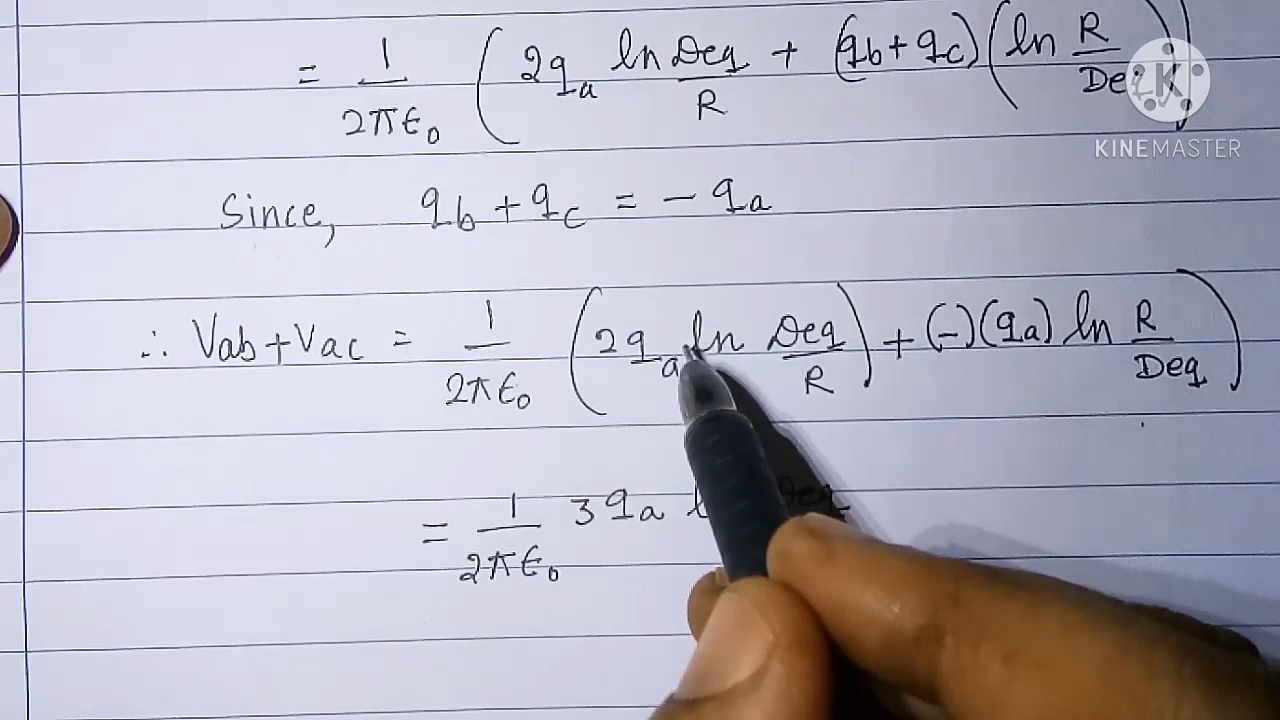 = 1/2πϵ₀ ( 2qₐ ln Deq/R + (qb + qc) ( ln R/Deq ) )
K
KINEMASTER
Since, qb + qc = - qa
∴ Vab + Vac = 1/2πϵ₀ ( 2qₐ ln Deq/R ) + (-) (qa) ln R/Deq )
= 1/2πϵ₀ 3qa Deq